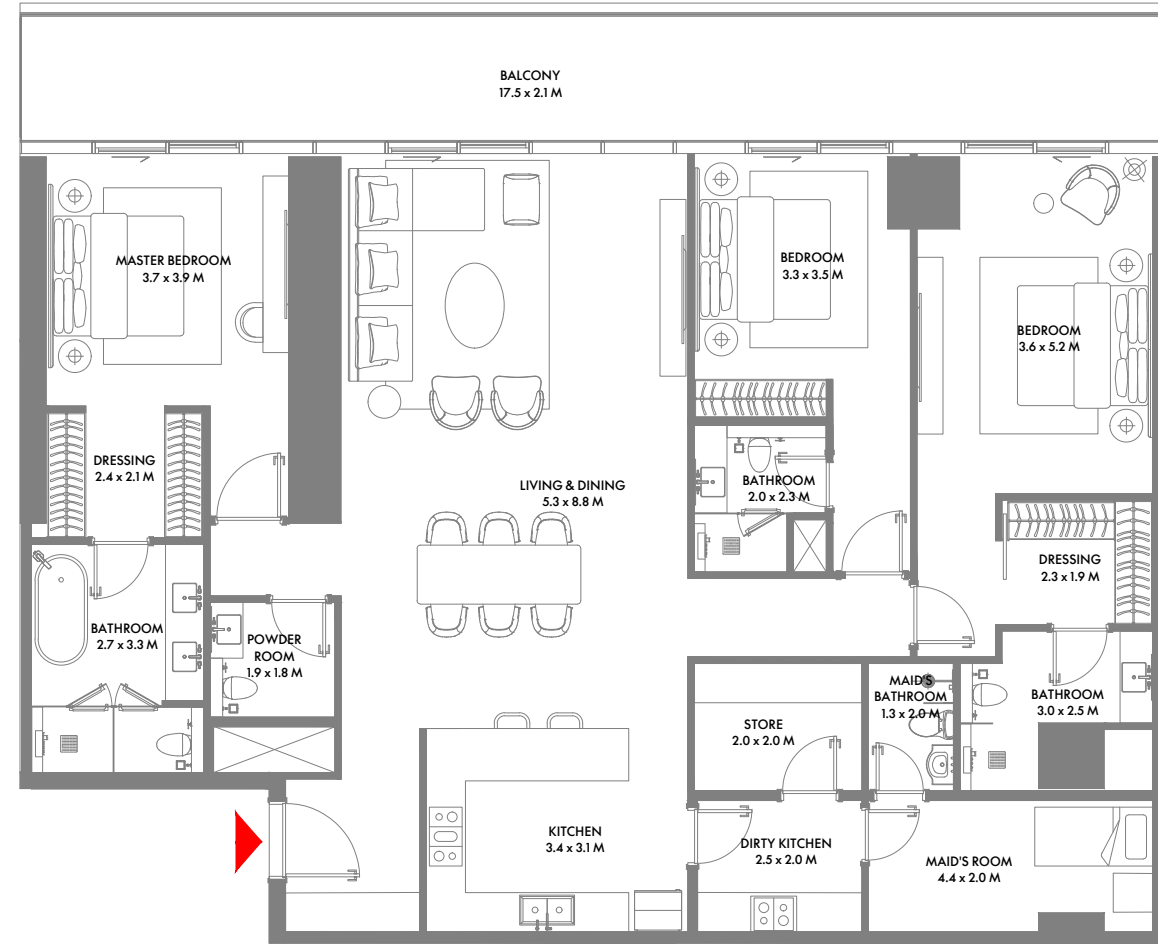 BALCONY
17.5 x 2.1 M
MASTER BEDROOM
3.7 x 3.9 M
BEDROOM
3.3 x 3.5 M
BEDROOM
3.6 x 5.2 M
DRESSING
2.4 x 2.1 M
LIVING & DINING
5.3 x 8.8 M
BATHROOM
2.0 x 2.3 M
DRESSING
2.3 x 1.9 M
BATHROOM
2.7 x 3.3 M
POWDER
ROOM
1.9 x 1.8 M
STORE
2.0 x 2.0 M
MAID'S
BATHROOM
1.3 x 2.0 M
BATHROOM
3.0 x 2.5 M
KITCHEN
3.4 x 3.1 M
DIRTY KITCHEN
2.5 x 2.0 M
MAID'S ROOM
4.4 x 2.0 M